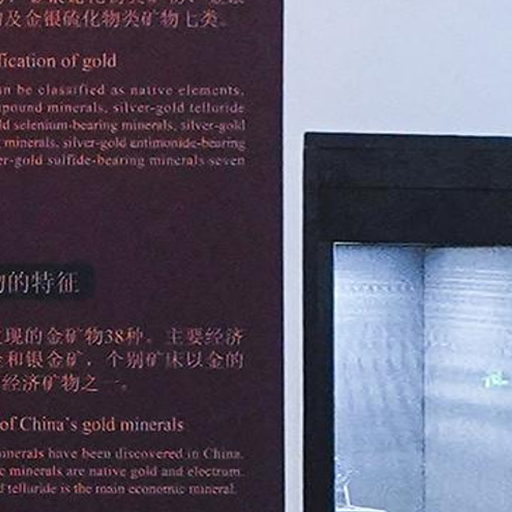 及金银硫化物类矿物七类。
fication of gold
n be classified as native elements,
pound minerals, silver-gold telluride
ld selenium-bearing minerals, silver-gold
minerals, silver-gold antimonide-bearing
er-gold sulfide-bearing minerals seven
的特征
现的金矿物38种。主要经济
和银金矿，个别矿床以金的
经济矿物之一。
of China's gold minerals
inerals have been discovered in China.
c minerals are native gold and electrum.
d telluride is the main economic mineral.